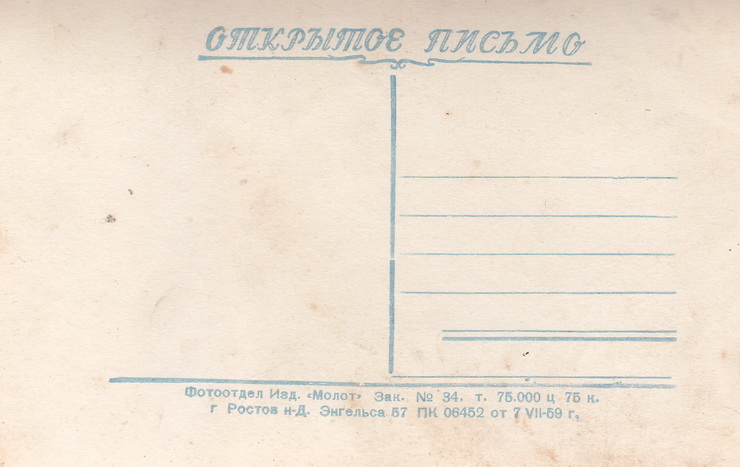 ОТКРЫТОЕ ПИСЬМО
Фотоотдел Изд. «Молот» Зак. № 34. т. 75.000 ц 75 к.
г Ростов н-Д. Энгельса 57 ПК 06452 от 7 VII-59 г,